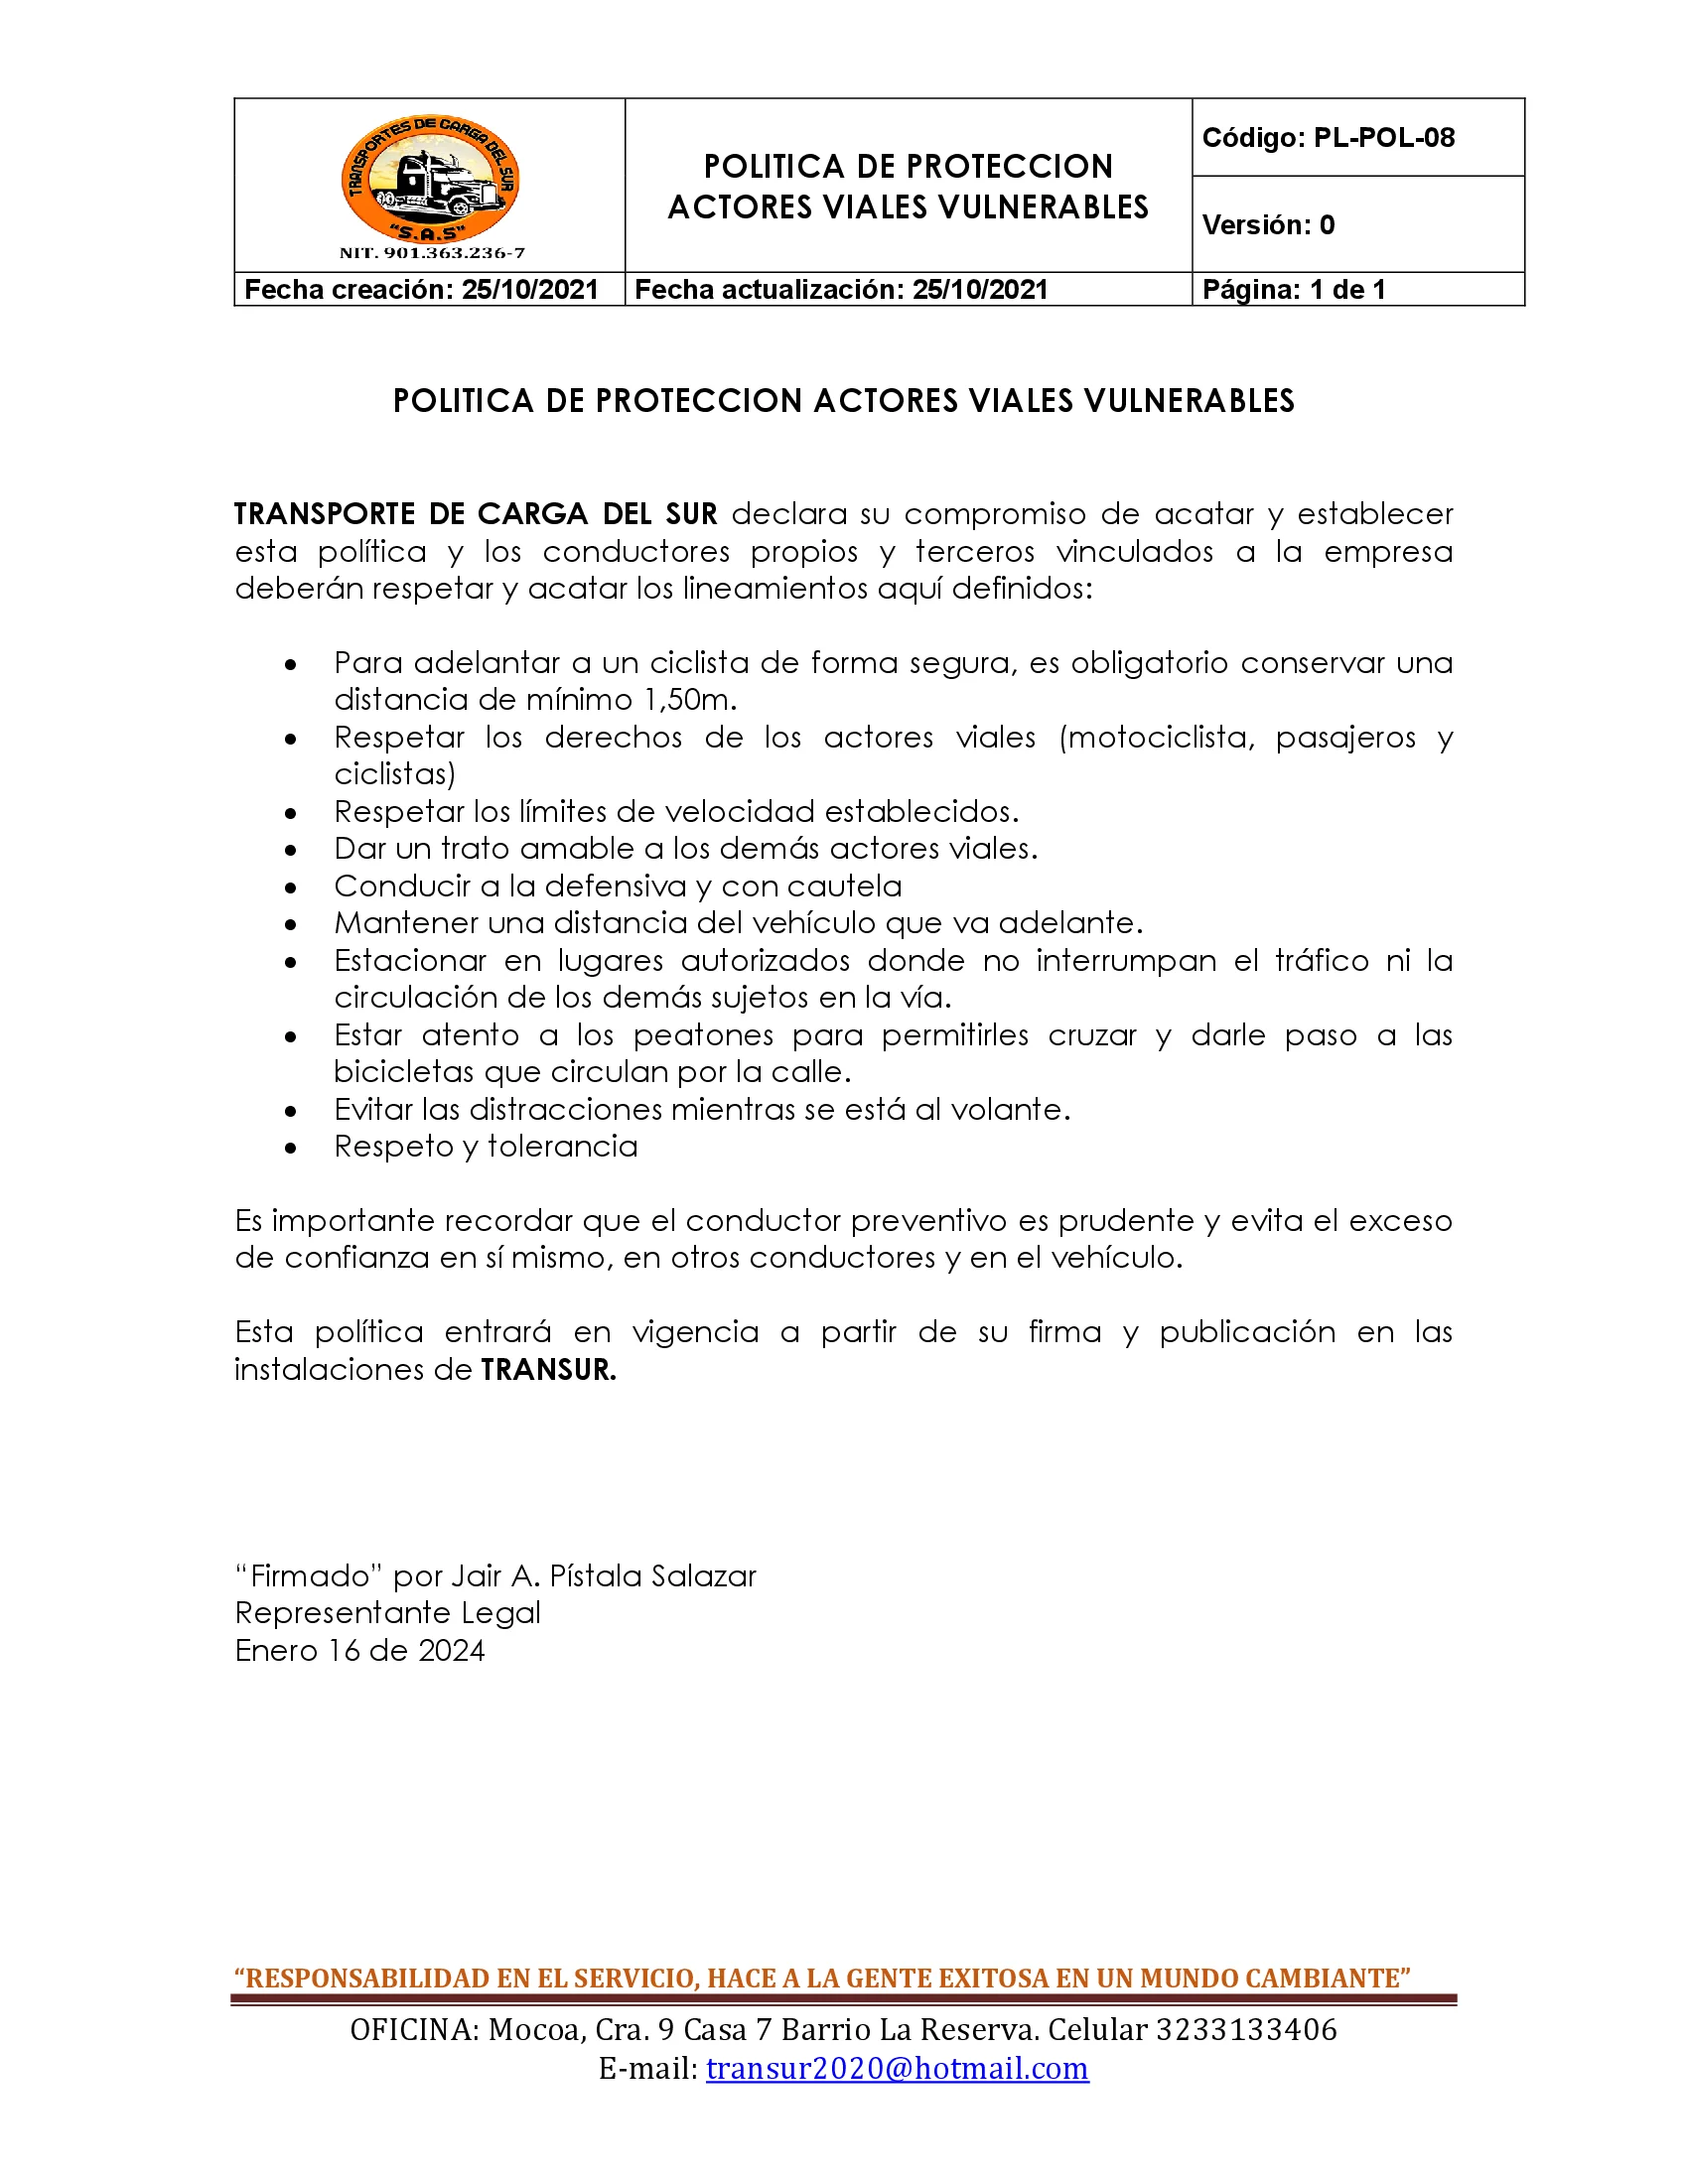 TRANSPORTES DE CARGA DEL SUR
"S.A.S"
NIT. 901.363.236-7
POLITICA DE PROTECCION
ACTORES VIALES VULNERABLES
Código: PL-POL-08
Versión: 0
Fecha creación: 25/10/2021
Fecha actualización: 25/10/2021
Página: 1 de 1
POLITICA DE PROTECCION ACTORES VIALES VULNERABLES
TRANSPORTE DE CARGA DEL SUR declara su compromiso de acatar y establecer
esta política y los conductores propios y terceros vinculados a la empresa
deberán respetar y acatar los lineamientos aquí definidos:
• Para adelantar a un ciclista de forma segura, es obligatorio conservar una
distancia de mínimo 1,50m.
• Respetar los derechos de los actores viales (motociclista, pasajeros y
ciclistas)
• Respetar los límites de velocidad establecidos.
• Dar un trato amable a los demás actores viales.
• Conducir a la defensiva y con cautela
• Mantener una distancia del vehículo que va adelante.
• Estacionar en lugares autorizados donde no interrumpan el tráfico ni la
circulación de los demás sujetos en la vía.
• Estar atento a los peatones para permitirles cruzar y darle paso a las
bicicletas que circulan por la calle.
• Evitar las distracciones mientras se está al volante.
• Respeto y tolerancia
Es importante recordar que el conductor preventivo es prudente y evita el exceso
de confianza en sí mismo, en otros conductores y en el vehículo.
Esta política entrará en vigencia a partir de su firma y publicación en las
instalaciones de TRANSUR.
“Firmado” por Jair A. Pístala Salazar
Representante Legal
Enero 16 de 2024
“RESPONSABILIDAD EN EL SERVICIO, HACE A LA GENTE EXITOSA EN UN MUNDO CAMBIANTE”
OFICINA: Mocoa, Cra. 9 Casa 7 Barrio La Reserva. Celular 3233133406
E-mail: transur2020@hotmail.com